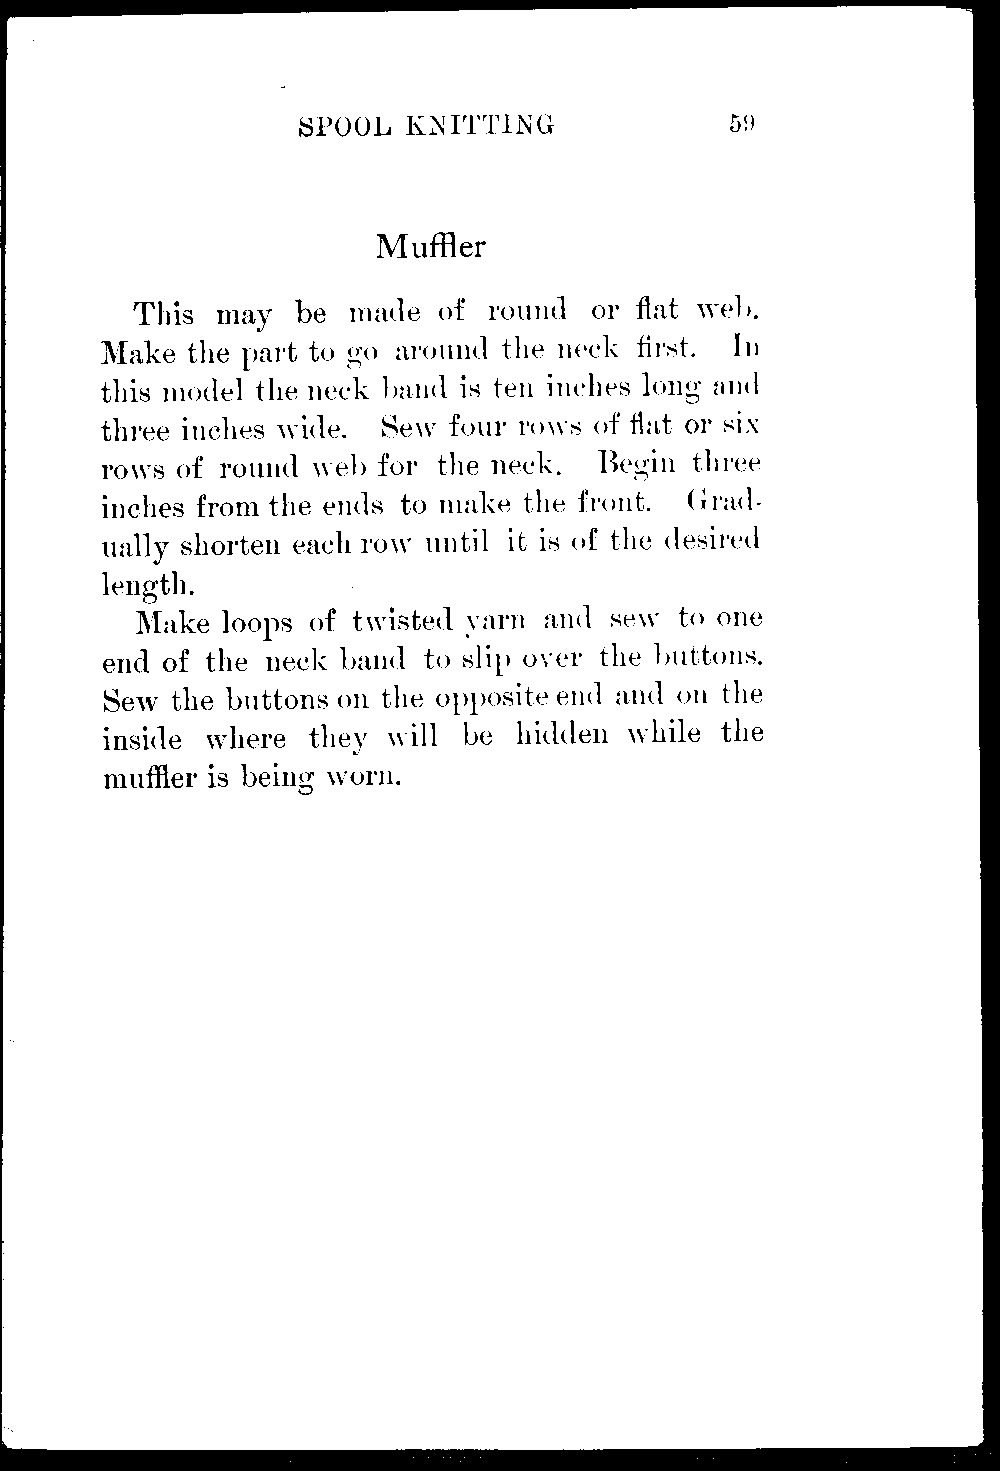 SPOOL KNITTING 59
Muffler
This may be made of round or flat web.
Make the part to go around the neck first. In
this model the neck band is ten inches long and
three inches wide. Sew four rows of flat or six
rows of round web for the neck. Begin three
inches from the ends to make the front. Grad-
ually shorten each row until it is of the desired
length.
Make loops of twisted yarn and sew to one
end of the neck band to slip over the buttons.
Sew the buttons on the opposite end and on the
inside where they will be hidden while the
muffler is being worn.